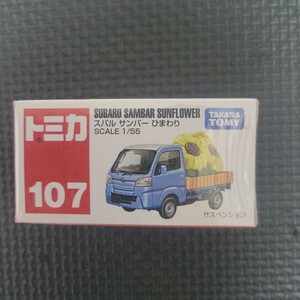 トミカ
107
SUBARU SAMBAR SUNFLOWER
スバル サンバー ひまわり
SCALE 1/55
TAKARA
TOMY
サスペンション